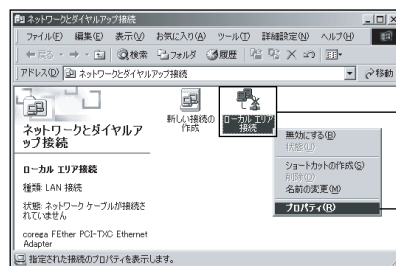 ネットワークとダイヤルアップ接続
ファイル(F) 編集(E) 表示(V) お気に入り(A) ツール(T) 詳細設定(N) ヘルプ(H)
戻る 検索 フォルダ 履歴
アドレス(D) ネットワークとダイヤルアップ接続 移動
ネットワークとダイヤルア
ップ接続
ローカル エリア接続
種類: LAN 接続
状態: ネットワーク ケーブルが接続さ
れていません
corega FEther PCI-TXC Ethernet
Adapter
新しい接続の
作成
ローカル エリア
接続
無効にする(B)
状態(U)
ショートカットの作成(S)
削除(D)
名前の変更(M)
プロパティ(R)
指定された接続のプロパティを表示します。